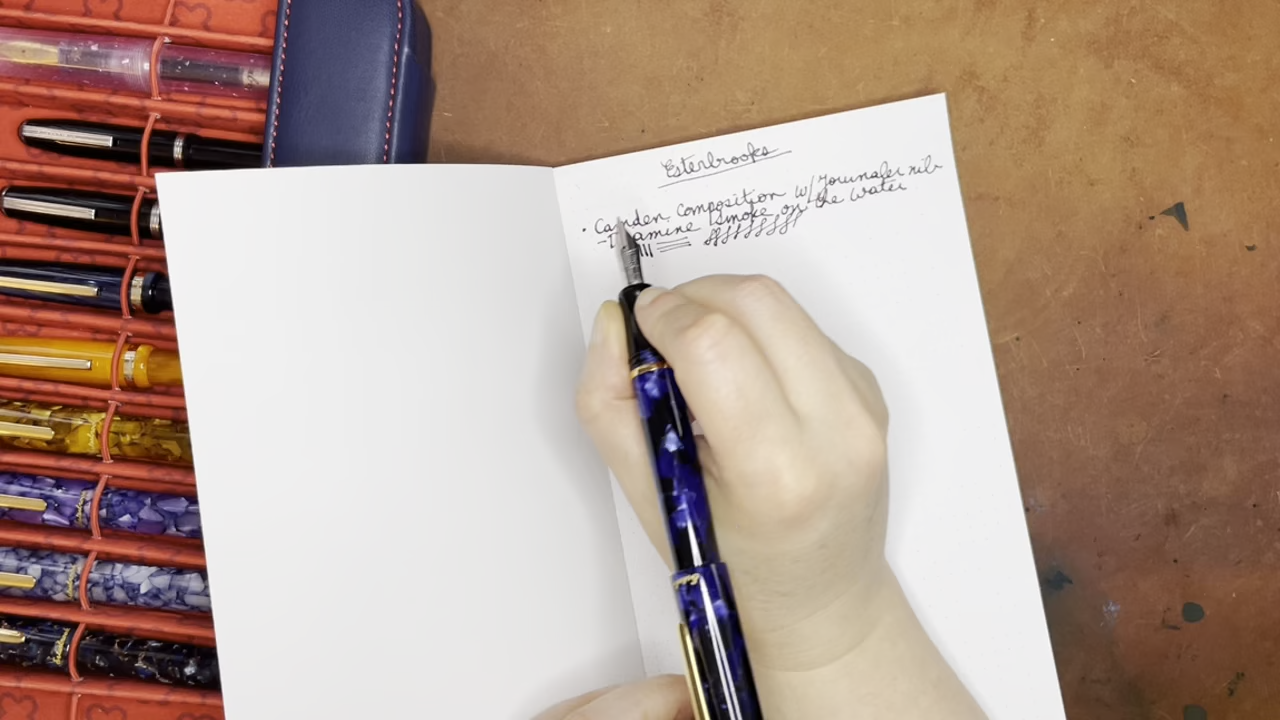 Esterbrooks
• Camden Composition w/ Journaler nib
- Diamine smoke on the water